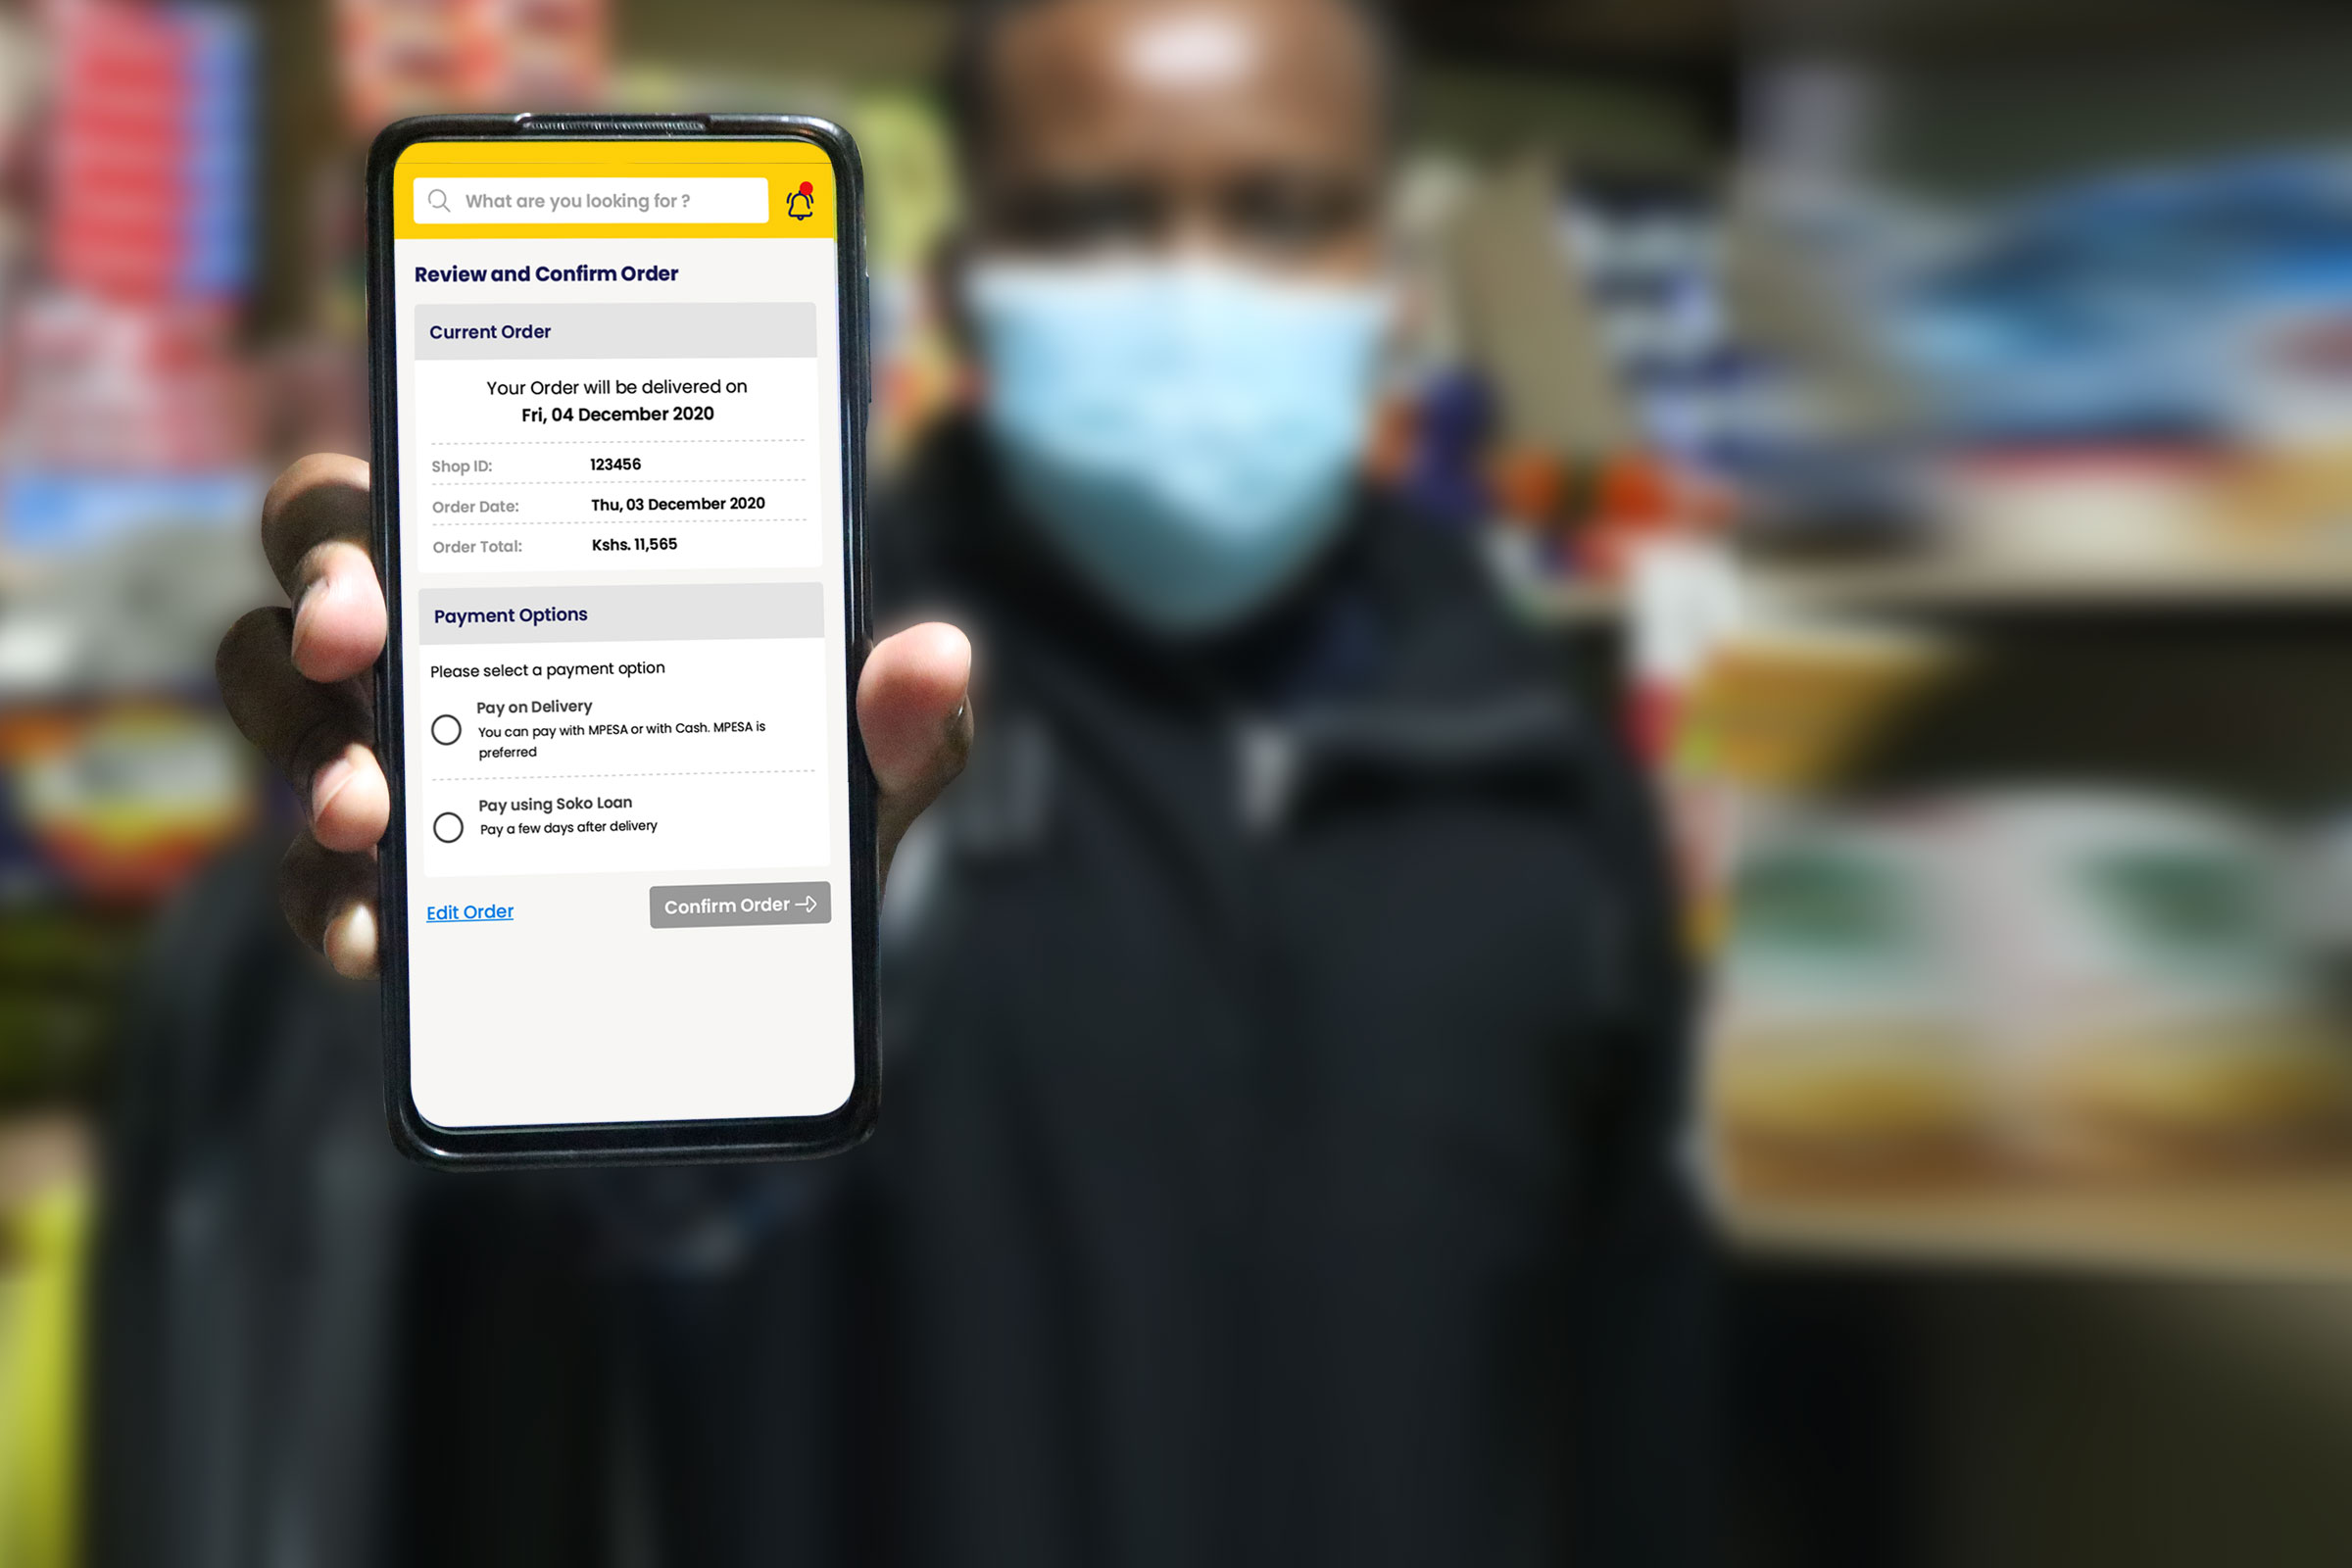 What are you looking for ?
Review and Confirm Order
Current Order
Your Order will be delivered on
Fri, 04 December 2020
Shop ID: 123456
Order Date: Thu, 03 December 2020
Order Total: Kshs. 11,565
Payment Options
Please select a payment option
Pay on Delivery
You can pay with MPESA or with Cash. MPESA is
preferred
Pay using Soko Loan
Pay a few days after delivery
Edit Order
Confirm Order